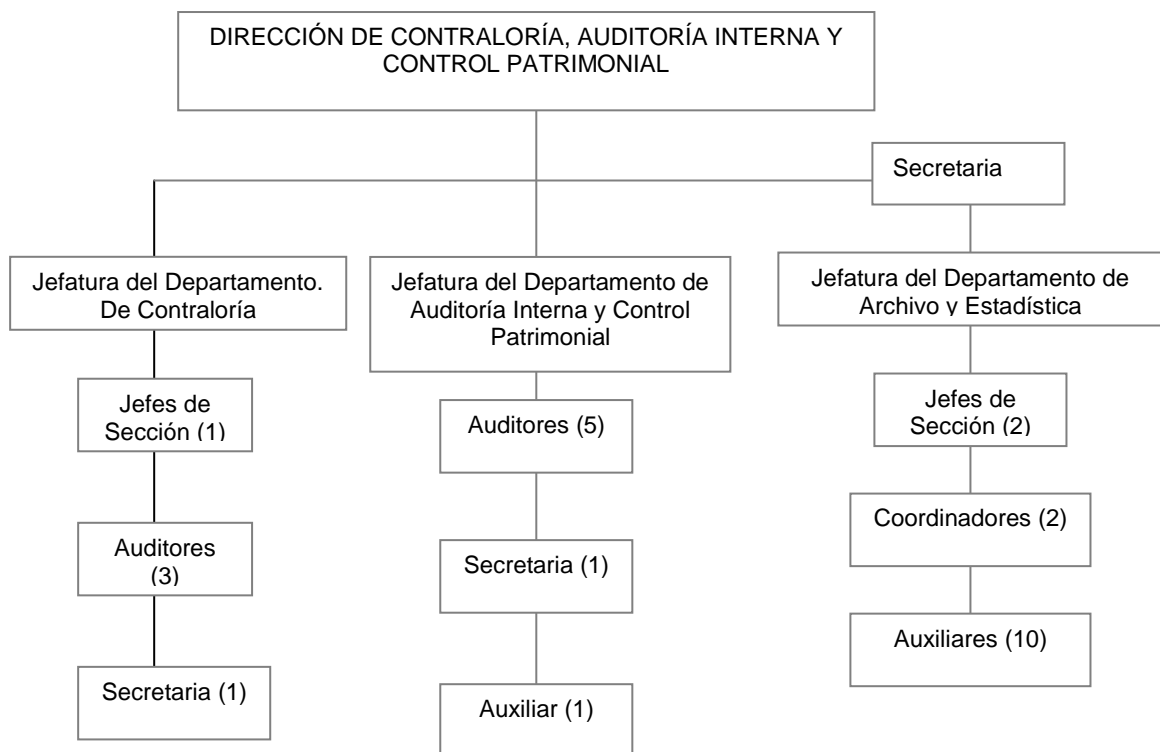 DIRECCIÓN DE CONTRALORÍA, AUDITORÍA INTERNA Y
CONTROL PATRIMONIAL
Secretaria
Jefatura del Departamento.
De Contraloría
Jefatura del Departamento de
Auditoría Interna y Control
Patrimonial
Jefatura del Departamento de
Archivo y Estadística
Jefes de
Sección (1)
Auditores (5)
Jefes de
Sección (2)
Auditores
(3)
Secretaria (1)
Coordinadores (2)
Secretaria (1)
Auxiliar (1)
Auxiliares (10)